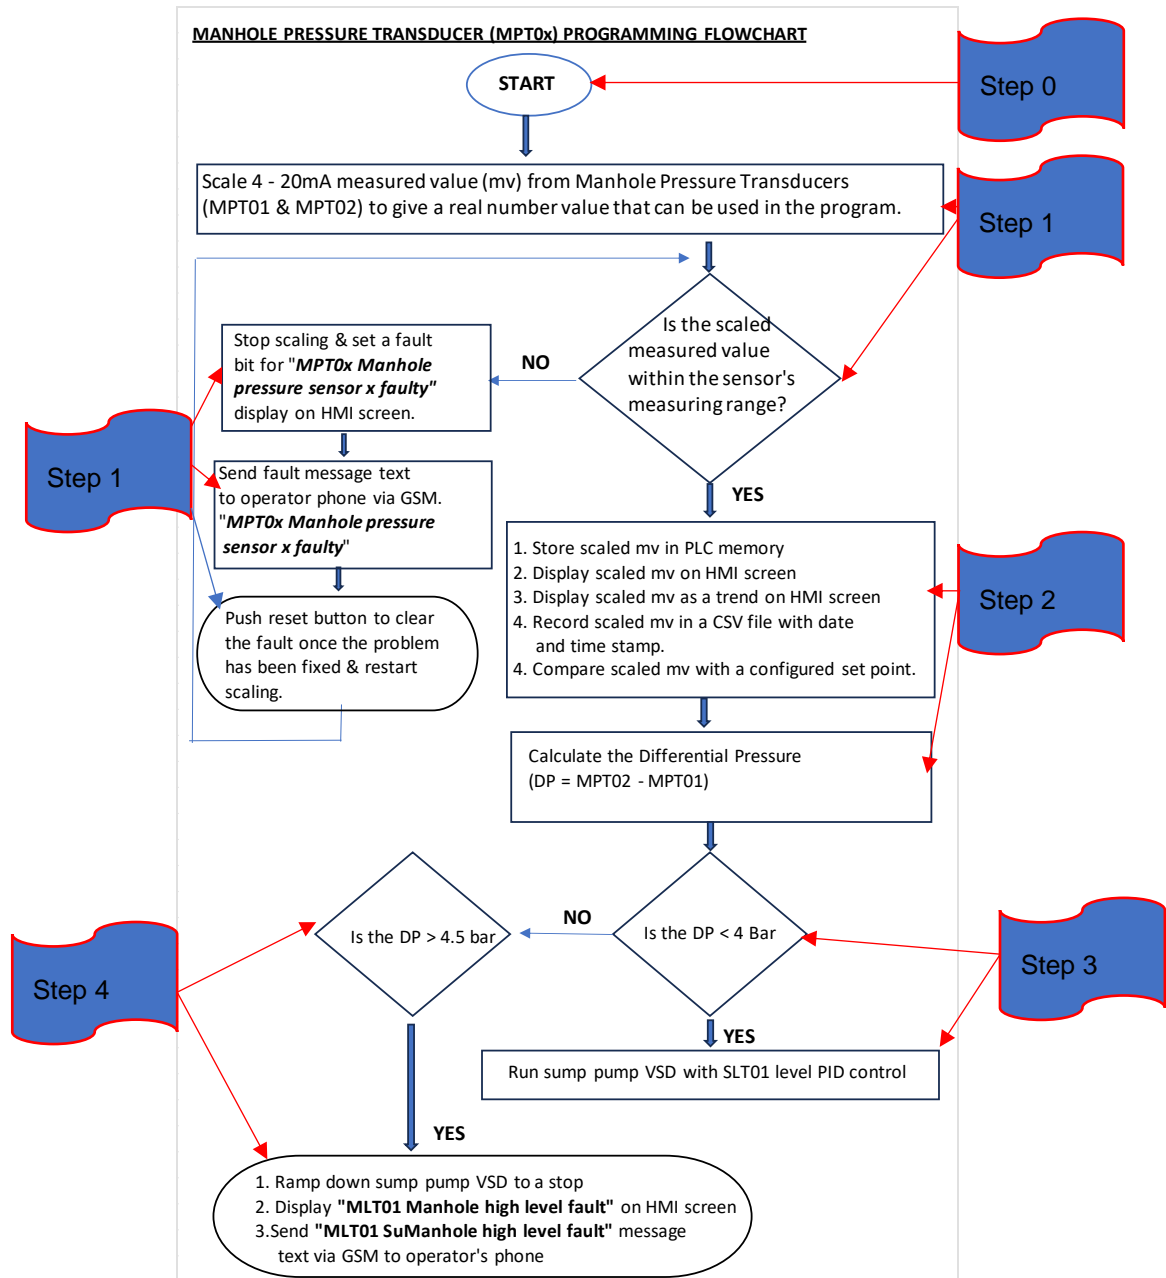 MANHOLE PRESSURE TRANSDUCER (MPT0x) PROGRAMMING FLOWCHART
START
Step 0
Scale 4 - 20mA measured value (mv) from Manhole Pressure Transducers
(MPT01 & MPT02) to give a real number value that can be used in the program.
Step 1
Is the scaled
measured value
within the sensor's
measuring range?
NO
Stop scaling & set a fault
bit for "MPT0x Manhole
pressure sensor x faulty"
display on HMI screen.
Step 1
Send fault message text
to operator phone via GSM.
"MPT0x Manhole pressure
sensor x faulty"
Push reset button to clear
the fault once the problem
has been fixed & restart
scaling.
YES
1. Store scaled mv in PLC memory
2. Display scaled mv on HMI screen
3. Display scaled mv as a trend on HMI screen
4. Record scaled mv in a CSV file with date
and time stamp.
4. Compare scaled mv with a configured set point.
Step 2
Calculate the Differential Pressure
(DP = MPT02 - MPT01)
Is the DP < 4 Bar
NO
Is the DP > 4.5 bar
Step 3
Step 4
YES
Run sump pump VSD with SLT01 level PID control
YES
1. Ramp down sump pump VSD to a stop
2. Display "MLT01 Manhole high level fault" on HMI screen
3.Send "MLT01 SuManhole high level fault" message
text via GSM to operator's phone